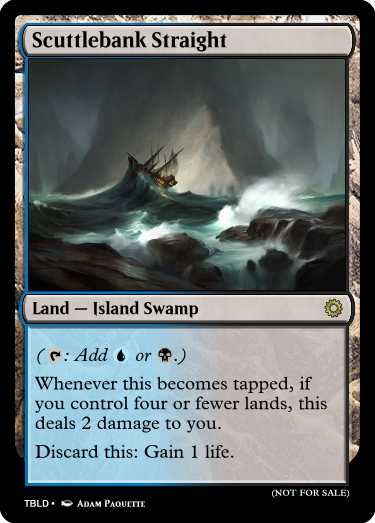 Scuttlebank Straight
Land — Island Swamp
( : Add or .)
Whenever this becomes tapped, if
you control four or fewer lands, this
deals 2 damage to you.
Discard this: Gain 1 life.
(NOT FOR SALE)
TBLD • Adam Paquette